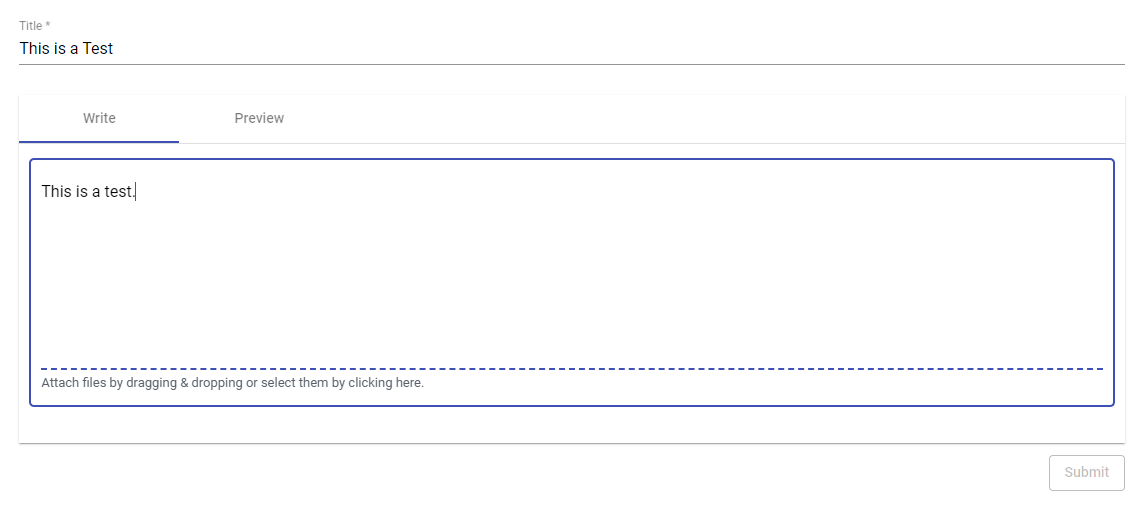 Title *
This is a Test
Write Preview
This is a test.
Attach files by dragging & dropping or select them by clicking here.
Submit